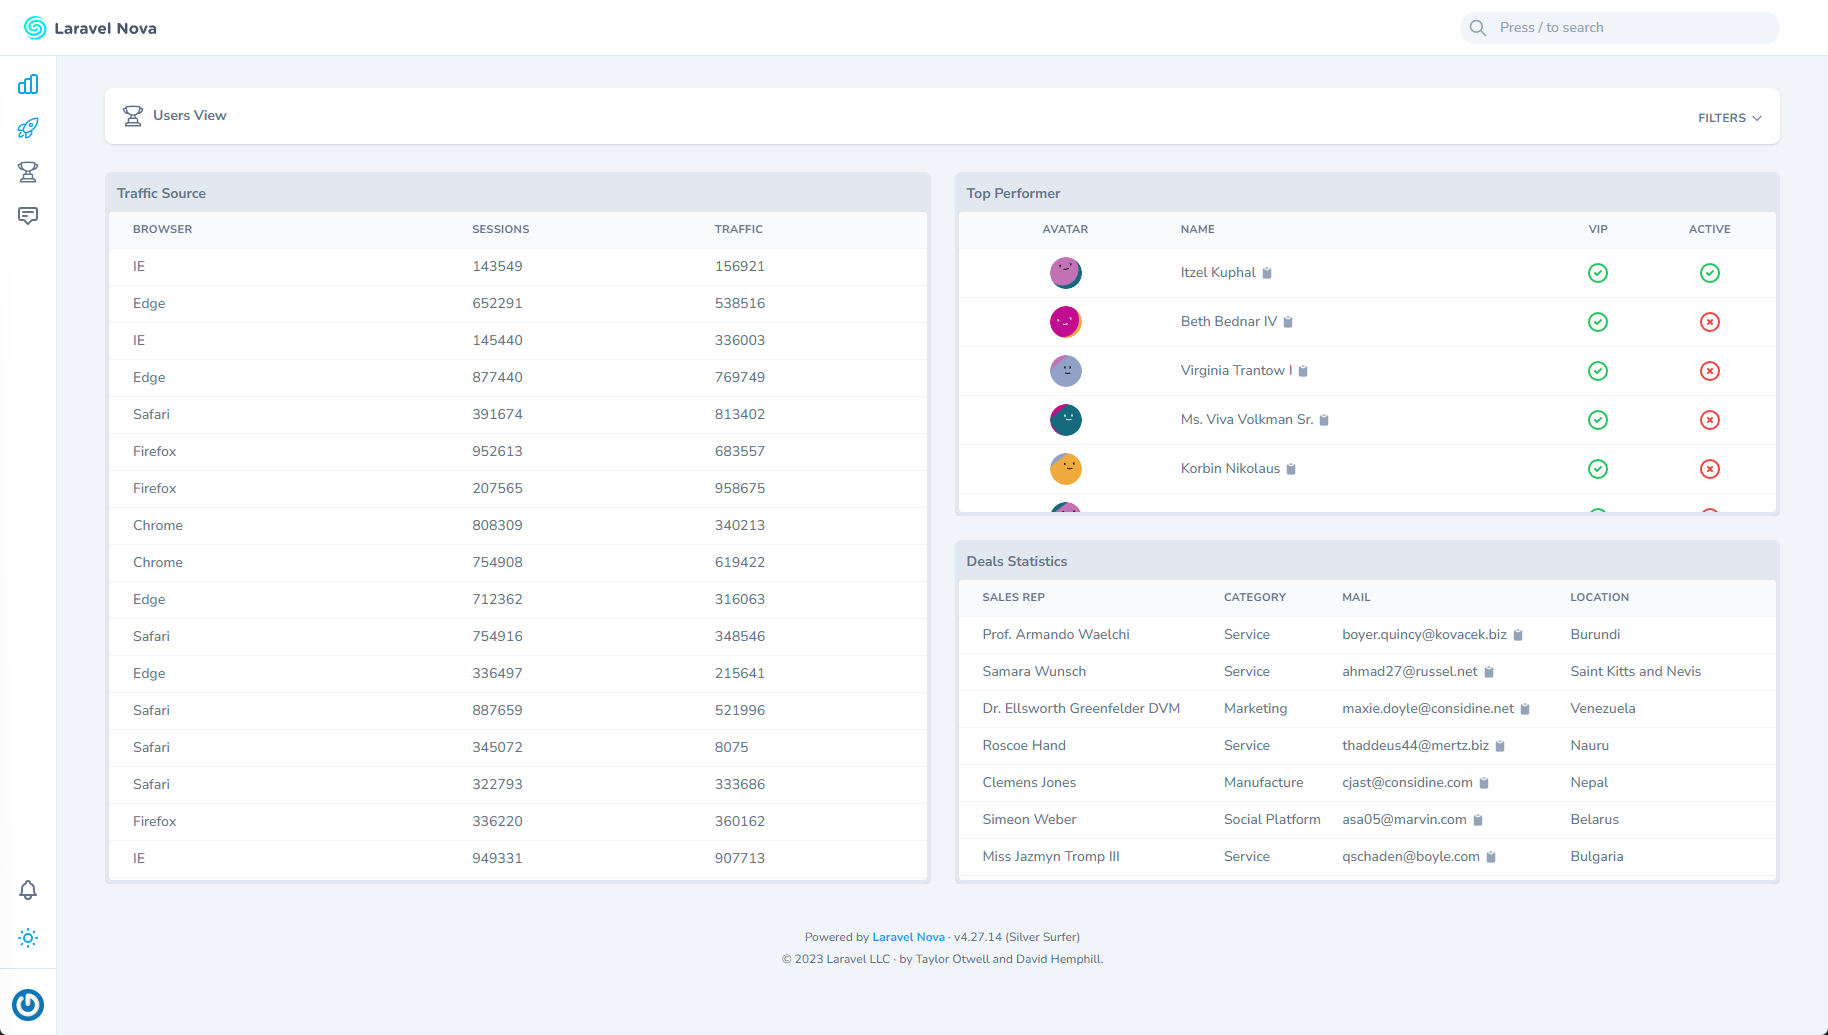 Laravel Nova
Press / to search
Users View
FILTERS
Traffic Source
BROWSER SESSIONS TRAFFIC
IE 143549 156921
Edge 652291 538516
IE 145440 336003
Edge 877440 769749
Safari 391674 813402
Firefox 952613 683557
Firefox 207565 958675
Chrome 808309 340213
Chrome 754908 619422
Edge 712362 316063
Safari 754916 348546
Edge 336497 215641
Safari 887659 521996
Safari 345072 8075
Safari 322793 333686
Firefox 336220 360162
IE 949331 907713
Top Performer
AVATAR NAME VIP ACTIVE
Itzel Kuphal
Beth Bednar IV
Virginia Trantow I
Ms. Viva Volkman Sr.
Korbin Nikolaus
Deals Statistics
SALES REP CATEGORY MAIL LOCATION
Prof. Armando Waelchi Service boyer.quincy@kovacek.biz Burundi
Samara Wunsch Service ahmad27@russel.net Saint Kitts and Nevis
Dr. Ellsworth Greenfelder DVM Marketing maxie.doyle@considine.net Venezuela
Roscoe Hand Service thaddeus44@mertz.biz Nauru
Clemens Jones Manufacture cjast@considine.com Nepal
Simeon Weber Social Platform asa05@marvin.com Belarus
Miss Jazmyn Tromp III Service qschaden@boyle.com Bulgaria
Powered by Laravel Nova · v4.27.14 (Silver Surfer)
© 2023 Laravel LLC · by Taylor Otwell and David Hemphill.